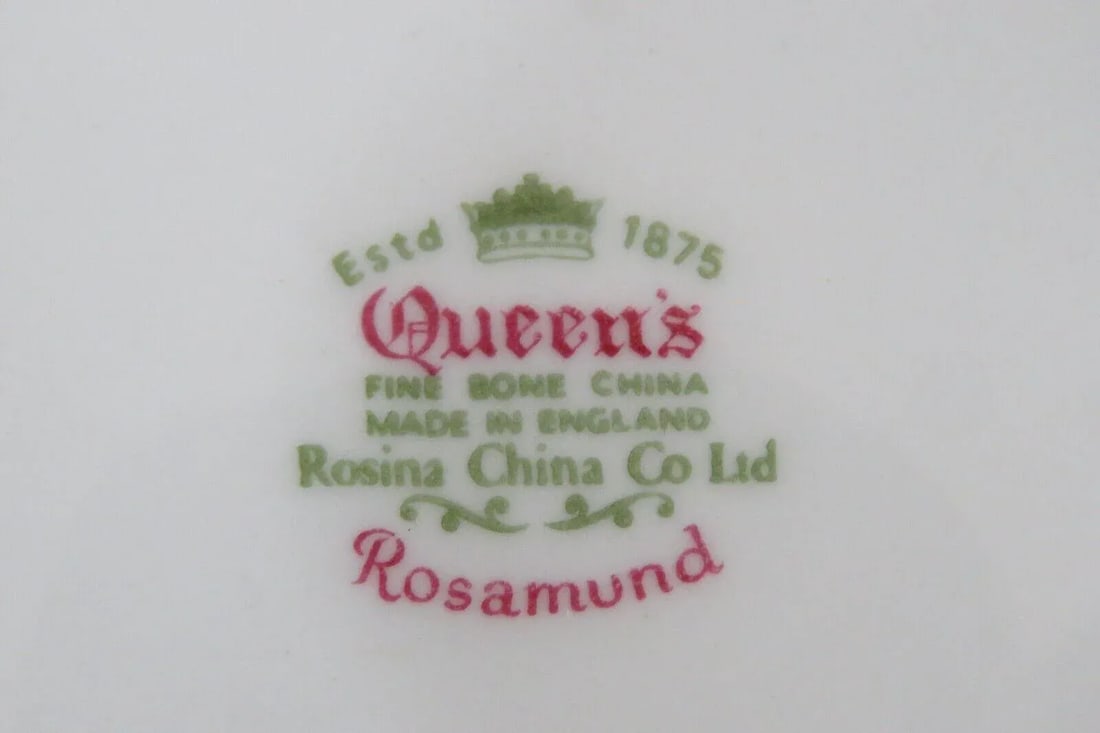 Estd 1875
Queen's
FINE BONE CHINA
MADE IN ENGLAND
Rosina China Co Ltd
Rosamund